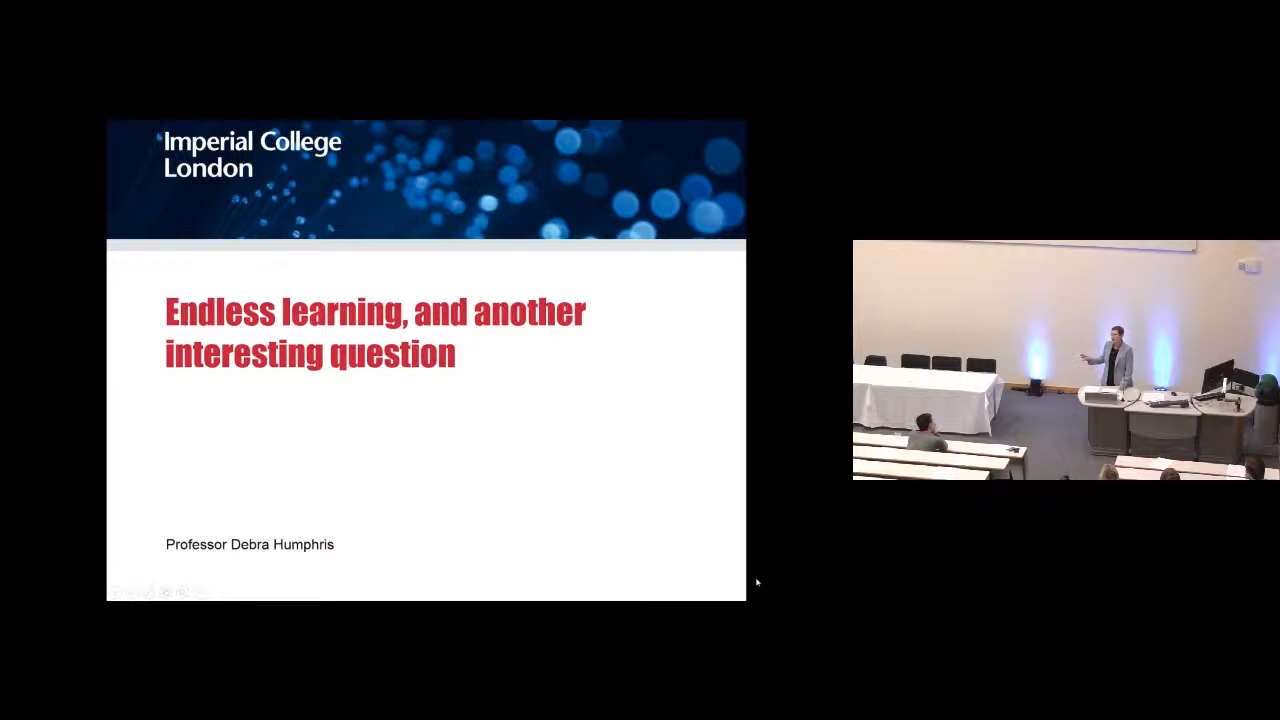 Imperial College
London
Endless learning, and another
interesting question
Professor Debra Humphris